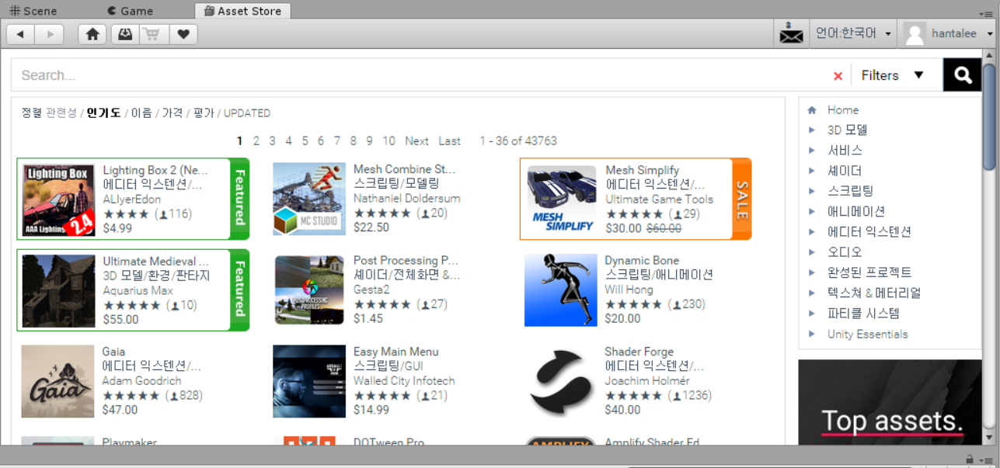 Scene Game Asset Store
3
언어:한국어 hantalee
Search... × Filters
정렬 관련성 / 인기도 / 이름 / 가격 / 평가 / UPDATED
1 2 3 4 5 6 7 8 9 10 Next Last 1 - 36 of 43763
Lighting Box
2.4
Lighting Box 2 (Ne...
에디터 익스텐션/...
ALIyerEdon
★★★★ (116)
$4.99
Featured
MC STUDIO
Mesh Combine St...
스크립팅/모델링
Nathaniel Doldersum
★★★★★ (20)
$22.50
MESH
SIMPLIFY
Mesh Simplify
에디터 익스텐션/...
Ultimate Game Tools
★★★★★ (29)
$30.00 $60.00
SALE
Ultimate Medieval ...
3D 모델/환경/판타지
Aquarius Max
★★★★★ (10)
$55.00
Featured
Post Processing P...
셰이더/전체화면 &...
Gesta2
★★★★★ (27)
$1.45
Dynamic Bone
스크립팅/애니메이션
Will Hong
★★★★★ (230)
$20.00
Gaia
Gaia
에디터 익스텐션/...
Adam Goodrich
★★★★★ (828)
$47.00
Easy Main Menu
스크립팅/GUI
Walled City Infotech
★★★★★ (21)
$14.99
Shader Forge
에디터 익스텐션/...
Joachim Holmér
★★★★★ (1236)
$40.00
Playmaker
DOTween Pro
AMPLIFY
Amplify Shader Ed...
Home
3D 모델
서비스
셰이더
스크립팅
애니메이션
에디터 익스텐션
오디오
완성된 프로젝트
텍스쳐 & 메터리얼
파티클 시스템
Unity Essentials
Top assets.